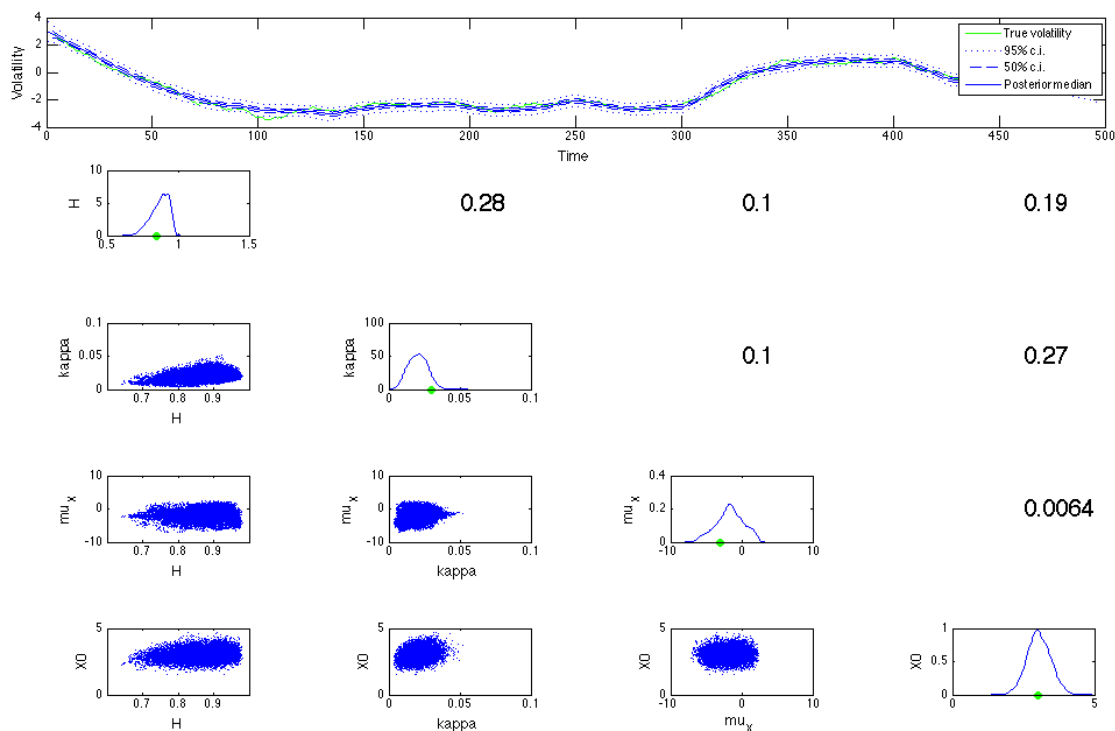 4
2
0
-2
-4
Volatility
True volatility
95% c.i.
50% c.i.
Posterior median
0 50 100 150 200 250 300 350 400 450 500
Time
10
5
0
H
0.5 1 1.5
0.28
0.1
0.19
0.1
0.05
0
kappa
0.7 0.8 0.9
H
100
50
0
kappa
0 0.05 0.1
0.1
0.27
10
0
-10
mu_x
0.7 0.8 0.9
H
10
0
-10
mu_x
0 0.05 0.1
kappa
0.4
0.2
0
mu_x
-10 0 10
0.0064
5
0
X0
0.7 0.8 0.9
H
5
0
X0
0 0.05 0.1
kappa
5
0
X0
-10 0 10
mu_x
1
0.5
0
X0
0 5